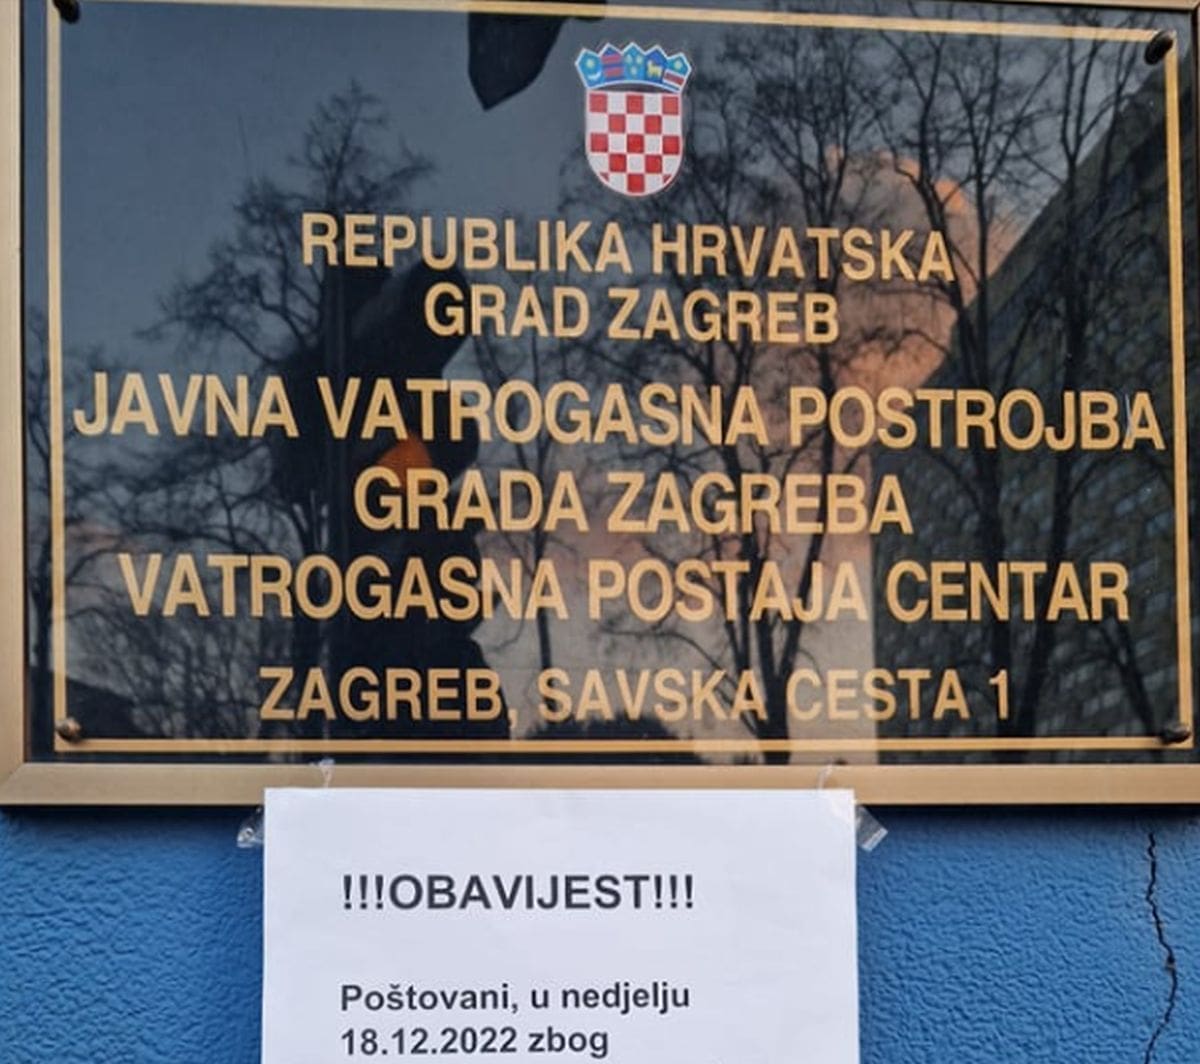 REPUBLIKA HRVATSKA
GRAD ZAGREB
JAVNA VATROGASNA POSTROJBA
GRADA ZAGREBA
VATROGASNA POSTAJA CENTAR
ZAGREB, SAVSKA CESTA 1
!!!OBAVIJEST!!!
Poštovani, u nedjelju
18.12.2022 zbog